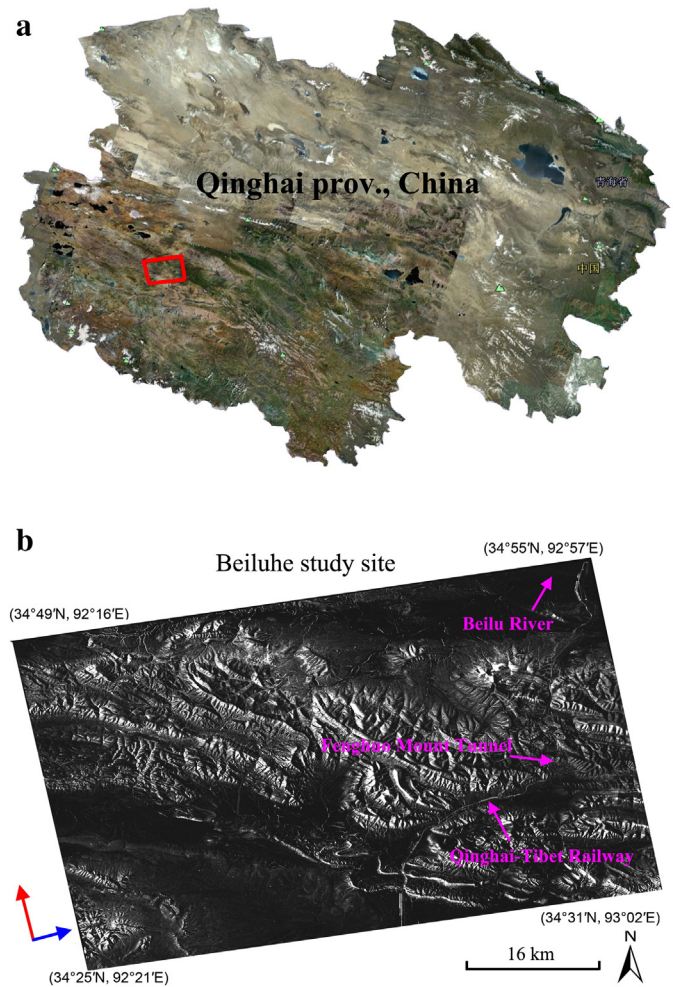 a
Qinghai prov., China
青海省
中国
b
Beiluhe study site
(34°55′N, 92°57′E)
(34°49′N, 92°16′E)
Beilu River
Fenghuo Mount Tunnel
Qinghai-Tibet Railway
(34°31′N, 93°02′E)
(34°25′N, 92°21′E)
16 km
N